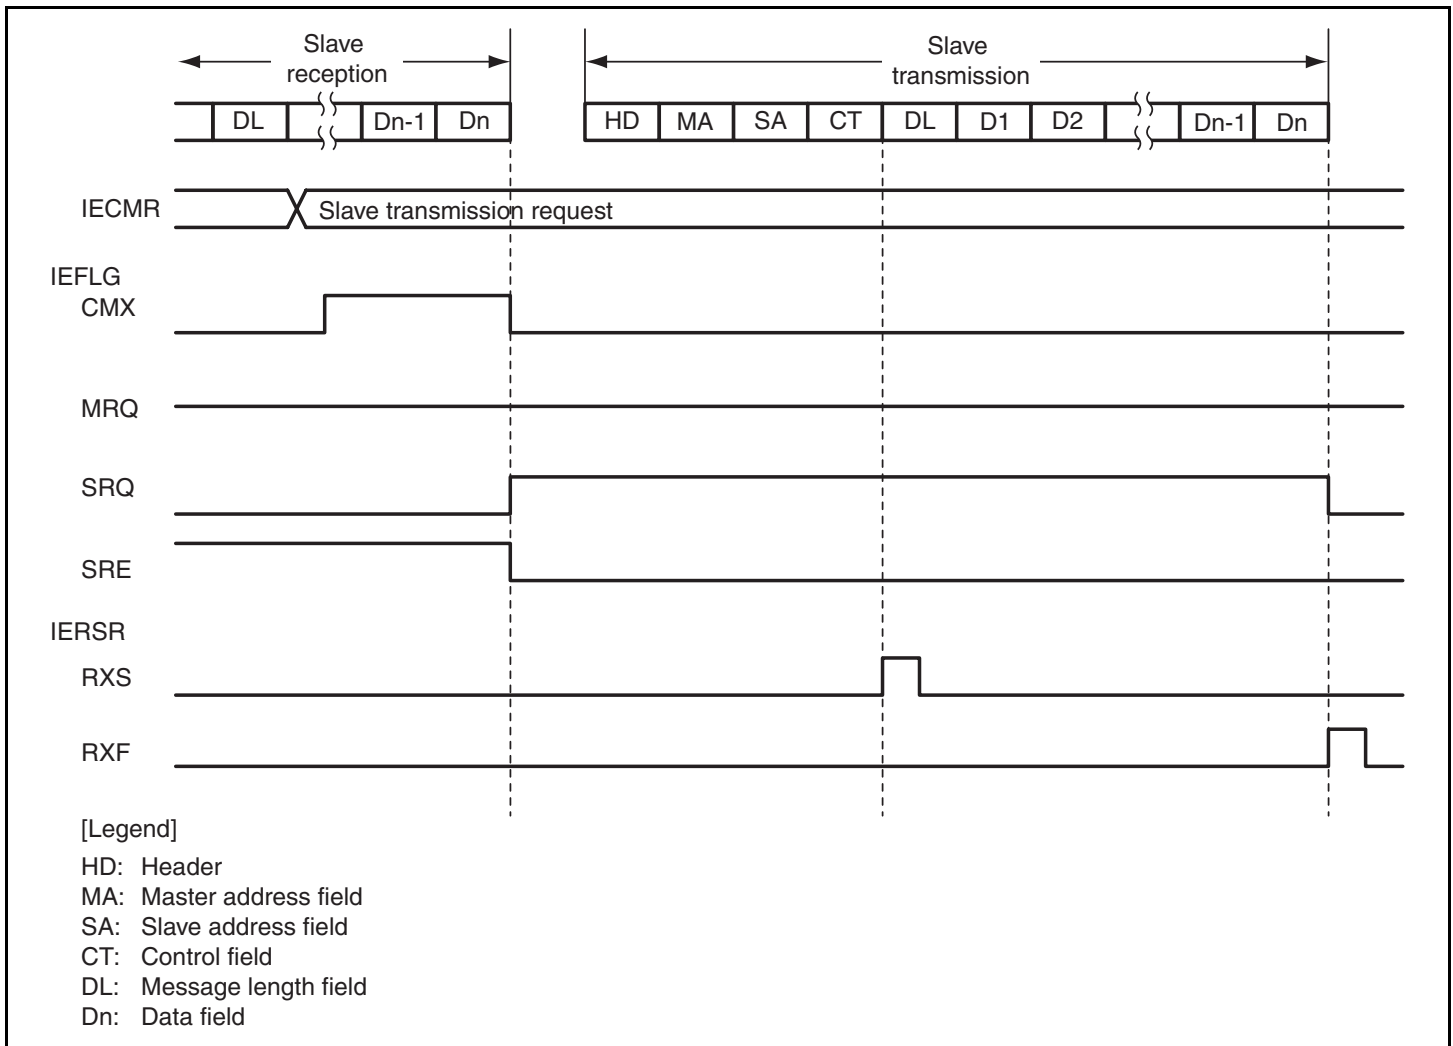 Slave
reception
Slave
transmission
DL Dn-1 Dn HD MA SA CT DL D1 D2 Dn-1 Dn
IECMR Slave transmission request
IEFLG
CMX
MRQ
SRQ
SRE
IERSR
RXS
RXF
[Legend]
HD: Header
MA: Master address field
SA: Slave address field
CT: Control field
DL: Message length field
Dn: Data field